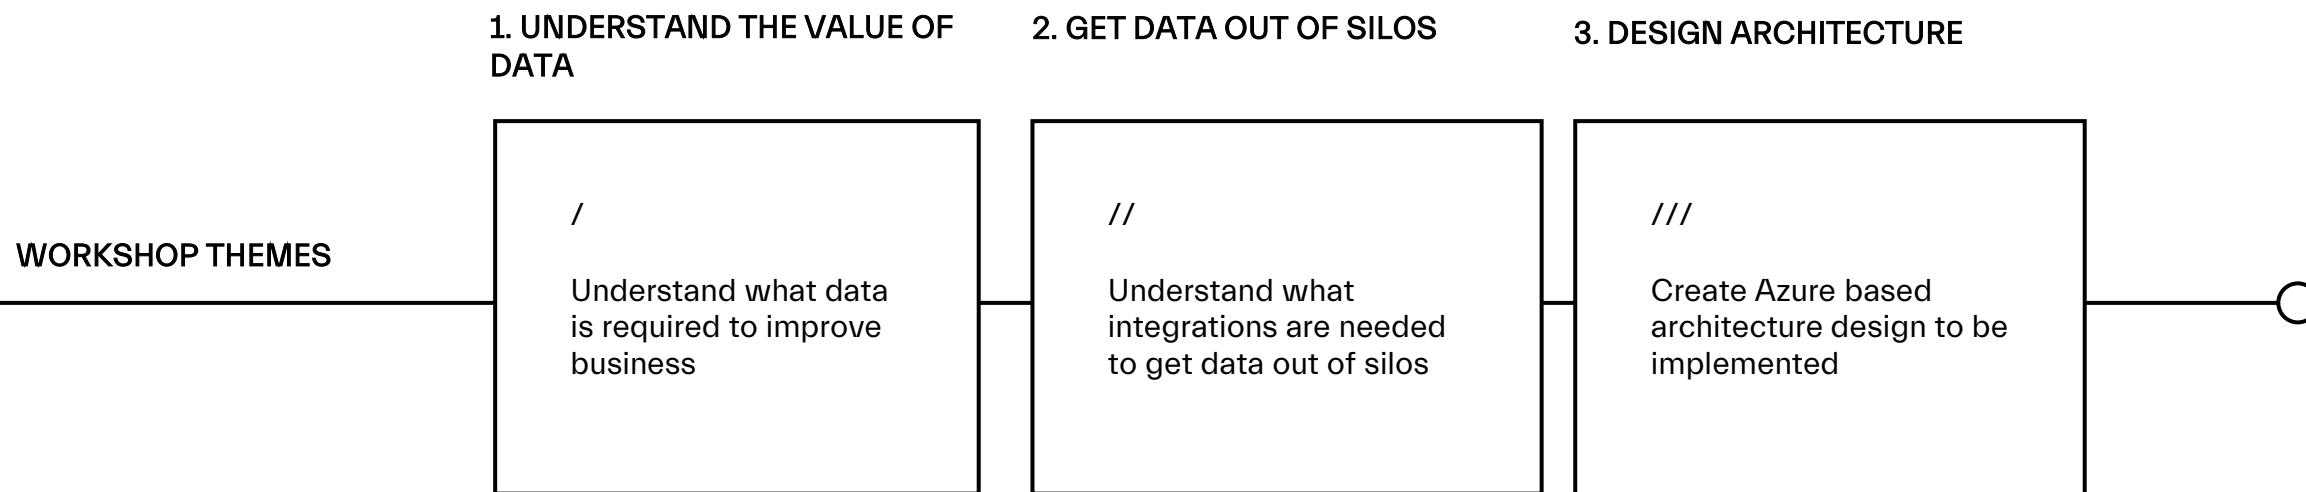 1. UNDERSTAND THE VALUE OF
DATA
2. GET DATA OUT OF SILOS
3. DESIGN ARCHITECTURE
WORKSHOP THEMES
/
Understand what data
is required to improve
business
//
Understand what
integrations are needed
to get data out of silos
///
Create Azure based
architecture design to be
implemented